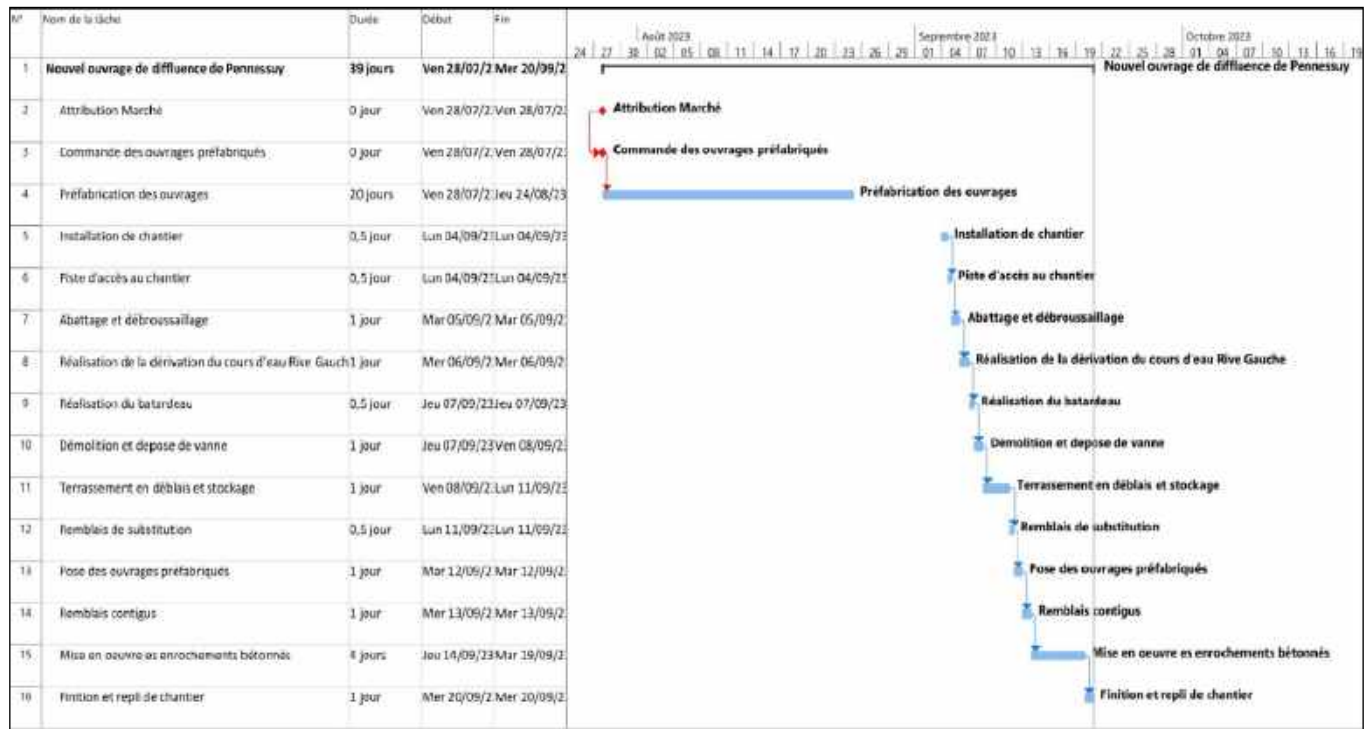 N° Nom de la tâche Durée Début Fin
Août 2023 Septembre 2023 Octobre 2023
24 27 30 02 05 08 11 14 17 20 23 26 29 01 04 07 10 13 16 19 22 25 28 01 04 07 10 13 16 19
1 Nouvel ouvrage de diffluence de Pennessuy 39 jours Ven 28/07/2 Mer 20/09/2 Nouvel ouvrage de diffluence de Pennessuy
2 Attribution Marché 0 jour Ven 28/07/2 Ven 28/07/2 Attribution Marché
3 Commande des ouvrages préfabriqués 0 jour Ven 28/07/2 Ven 28/07/2 Commande des ouvrages préfabriqués
4 Préfabrication des ouvrages 20 jours Ven 28/07/2 Jeu 24/08/23 Préfabrication des ouvrages
5 Installation de chantier 0,5 jour Lun 04/09/2 Lun 04/09/23 Installation de chantier
6 Piste d'accès au chantier 0,5 jour Lun 04/09/2 Lun 04/09/23 Piste d'accès au chantier
7 Abattage et débroussaillage 1 jour Mar 05/09/2 Mar 05/09/2 Abattage et débroussaillage
8 Réalisation de la dérivation du cours d'eau Rive Gauch 1 jour Mer 06/09/2 Mer 06/09/2 Réalisation de la dérivation du cours d'eau Rive Gauche
9 Réalisation du batardeau 0,5 jour Jeu 07/09/23 Jeu 07/09/23 Réalisation du batardeau
10 Démolition et depose de vanne 1 jour Jeu 07/09/23 Ven 08/09/2 Démolition et depose de vanne
11 Terrassement en déblais et stockage 1 jour Ven 08/09/2 Lun 11/09/23 Terrassement en déblais et stockage
12 Remblais de substitution 0,5 jour Lun 11/09/2 Lun 11/09/23 Remblais de substitution
13 Pose des ouvrages préfabriqués 1 jour Mar 12/09/2 Mar 12/09/2 Pose des ouvrages préfabriqués
14 Remblais contigus 1 jour Mer 13/09/2 Mer 13/09/2 Remblais contigus
15 Mise en oeuvre es enrochements bétonnés 4 jours Jeu 14/09/23 Mar 19/09/2 Mise en oeuvre es enrochements bétonnés
16 Finition et repli de chantier 1 jour Mer 20/09/2 Mer 20/09/2 Finition et repli de chantier